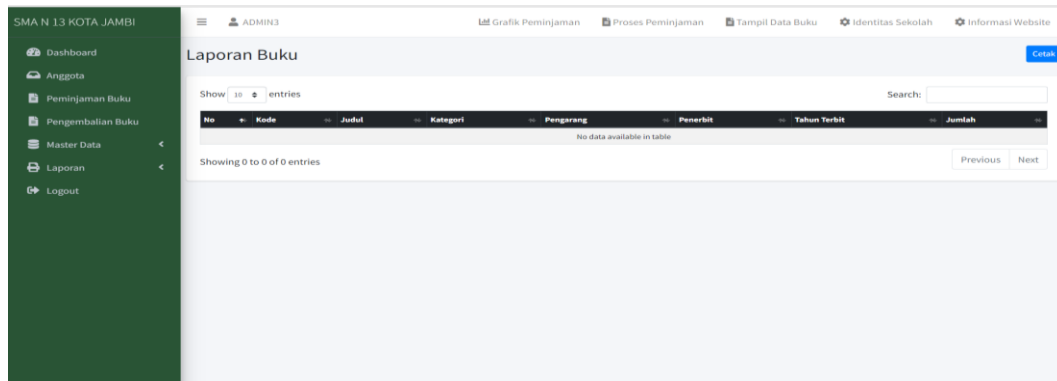 SMA N 13 KOTA JAMBI
ADMIN3
Grafik Peminjaman
Proses Peminjaman
Tampil Data Buku
Identitas Sekolah
Informasi Website
Dashboard
Anggota
Peminjaman Buku
Pengembalian Buku
Master Data
Laporan
Logout
Laporan Buku
Cetak
Show 10 entries
Search:
No Kode Judul Kategori Pengarang Penerbit Tahun Terbit Jumlah
No data available in table
Showing 0 to 0 of 0 entries
Previous Next